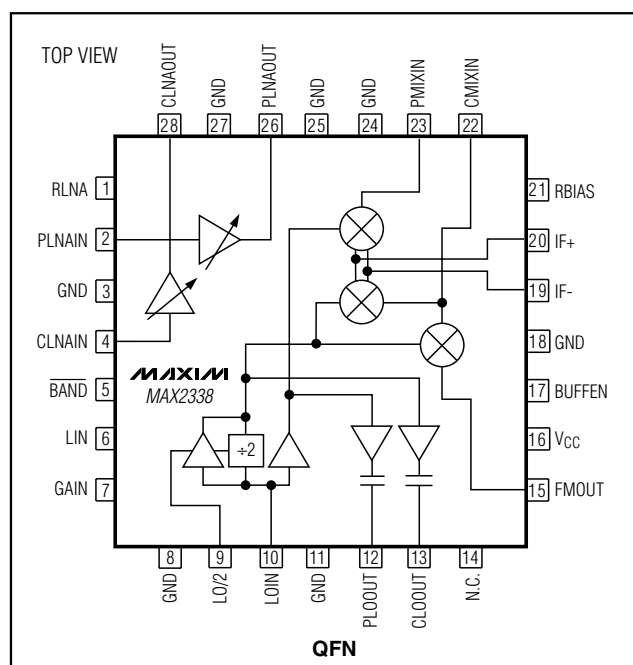 TOP VIEW
CLNAOUT
GND
PLNAOUT
GND
GND
PMIXIN
CMIXIN
28
27
26
25
24
23
22
RLNA 1
PLNAIN 2
GND 3
CLNAIN 4
BAND 5
LIN 6
GAIN 7
21 RBIAS
20 IF+
19 IF-
18 GND
17 BUFFEN
16 VCC
15 FMOUT
MAXIM
MAX2338
÷2
8
9
10
11
12
13
14
GND
LO/2
LOIN
GND
PLOOUT
CLOOUT
N.C.
QFN